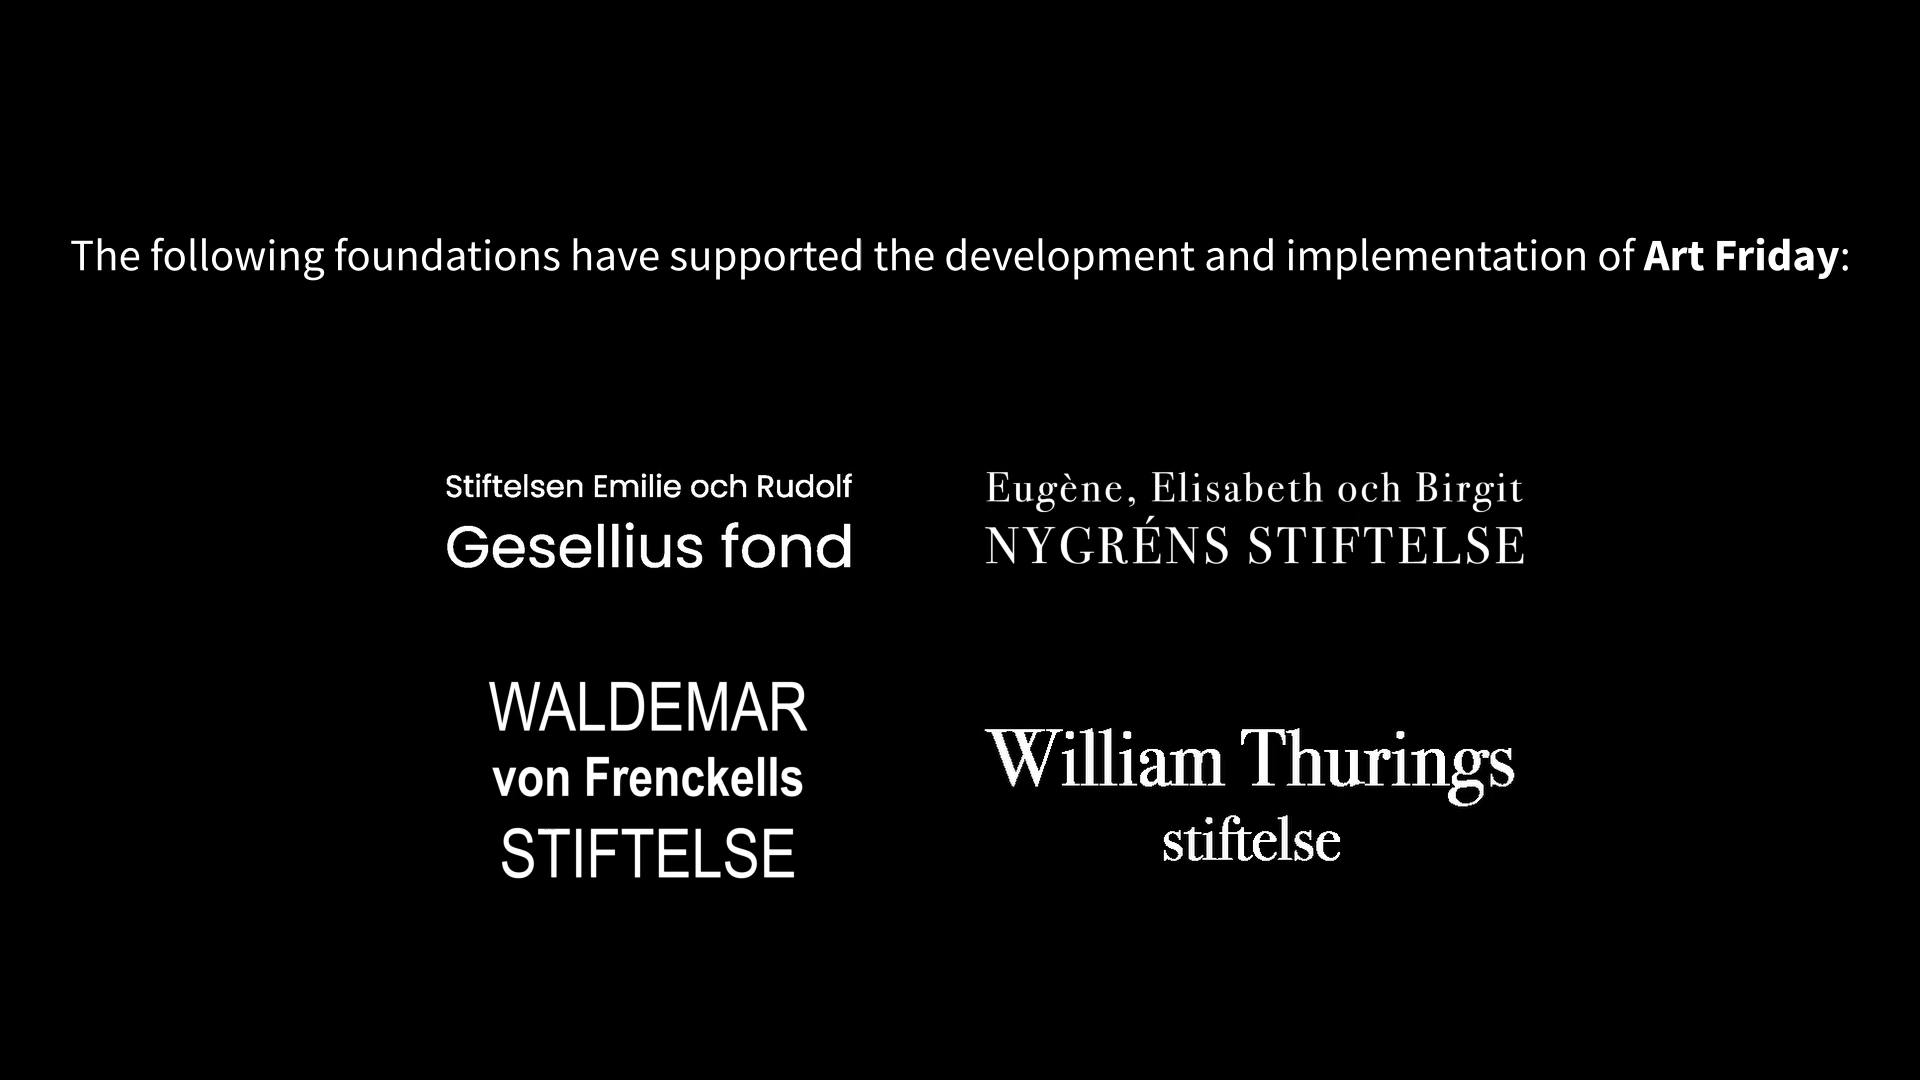 The following foundations have supported the development and implementation of Art Friday:
Stiftelsen Emilie och Rudolf
Gesellius fond
Eugène, Elisabeth och Birgit
NYGRÉNS STIFTELSE
WALDEMAR
von Frenckells
STIFTELSE
William Thurings
stiftelse